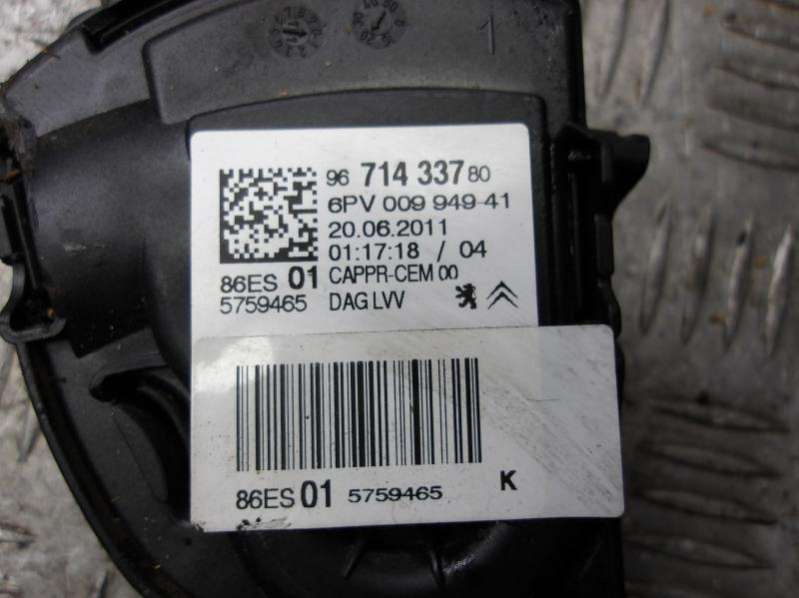 1
96 714 337 80
6PV 009 949-41
20.06.2011
01:17:18 / 04
86ES 01 CAPPR-CEM 00
5759465 DAG LVV
86ES 01 5759465 K